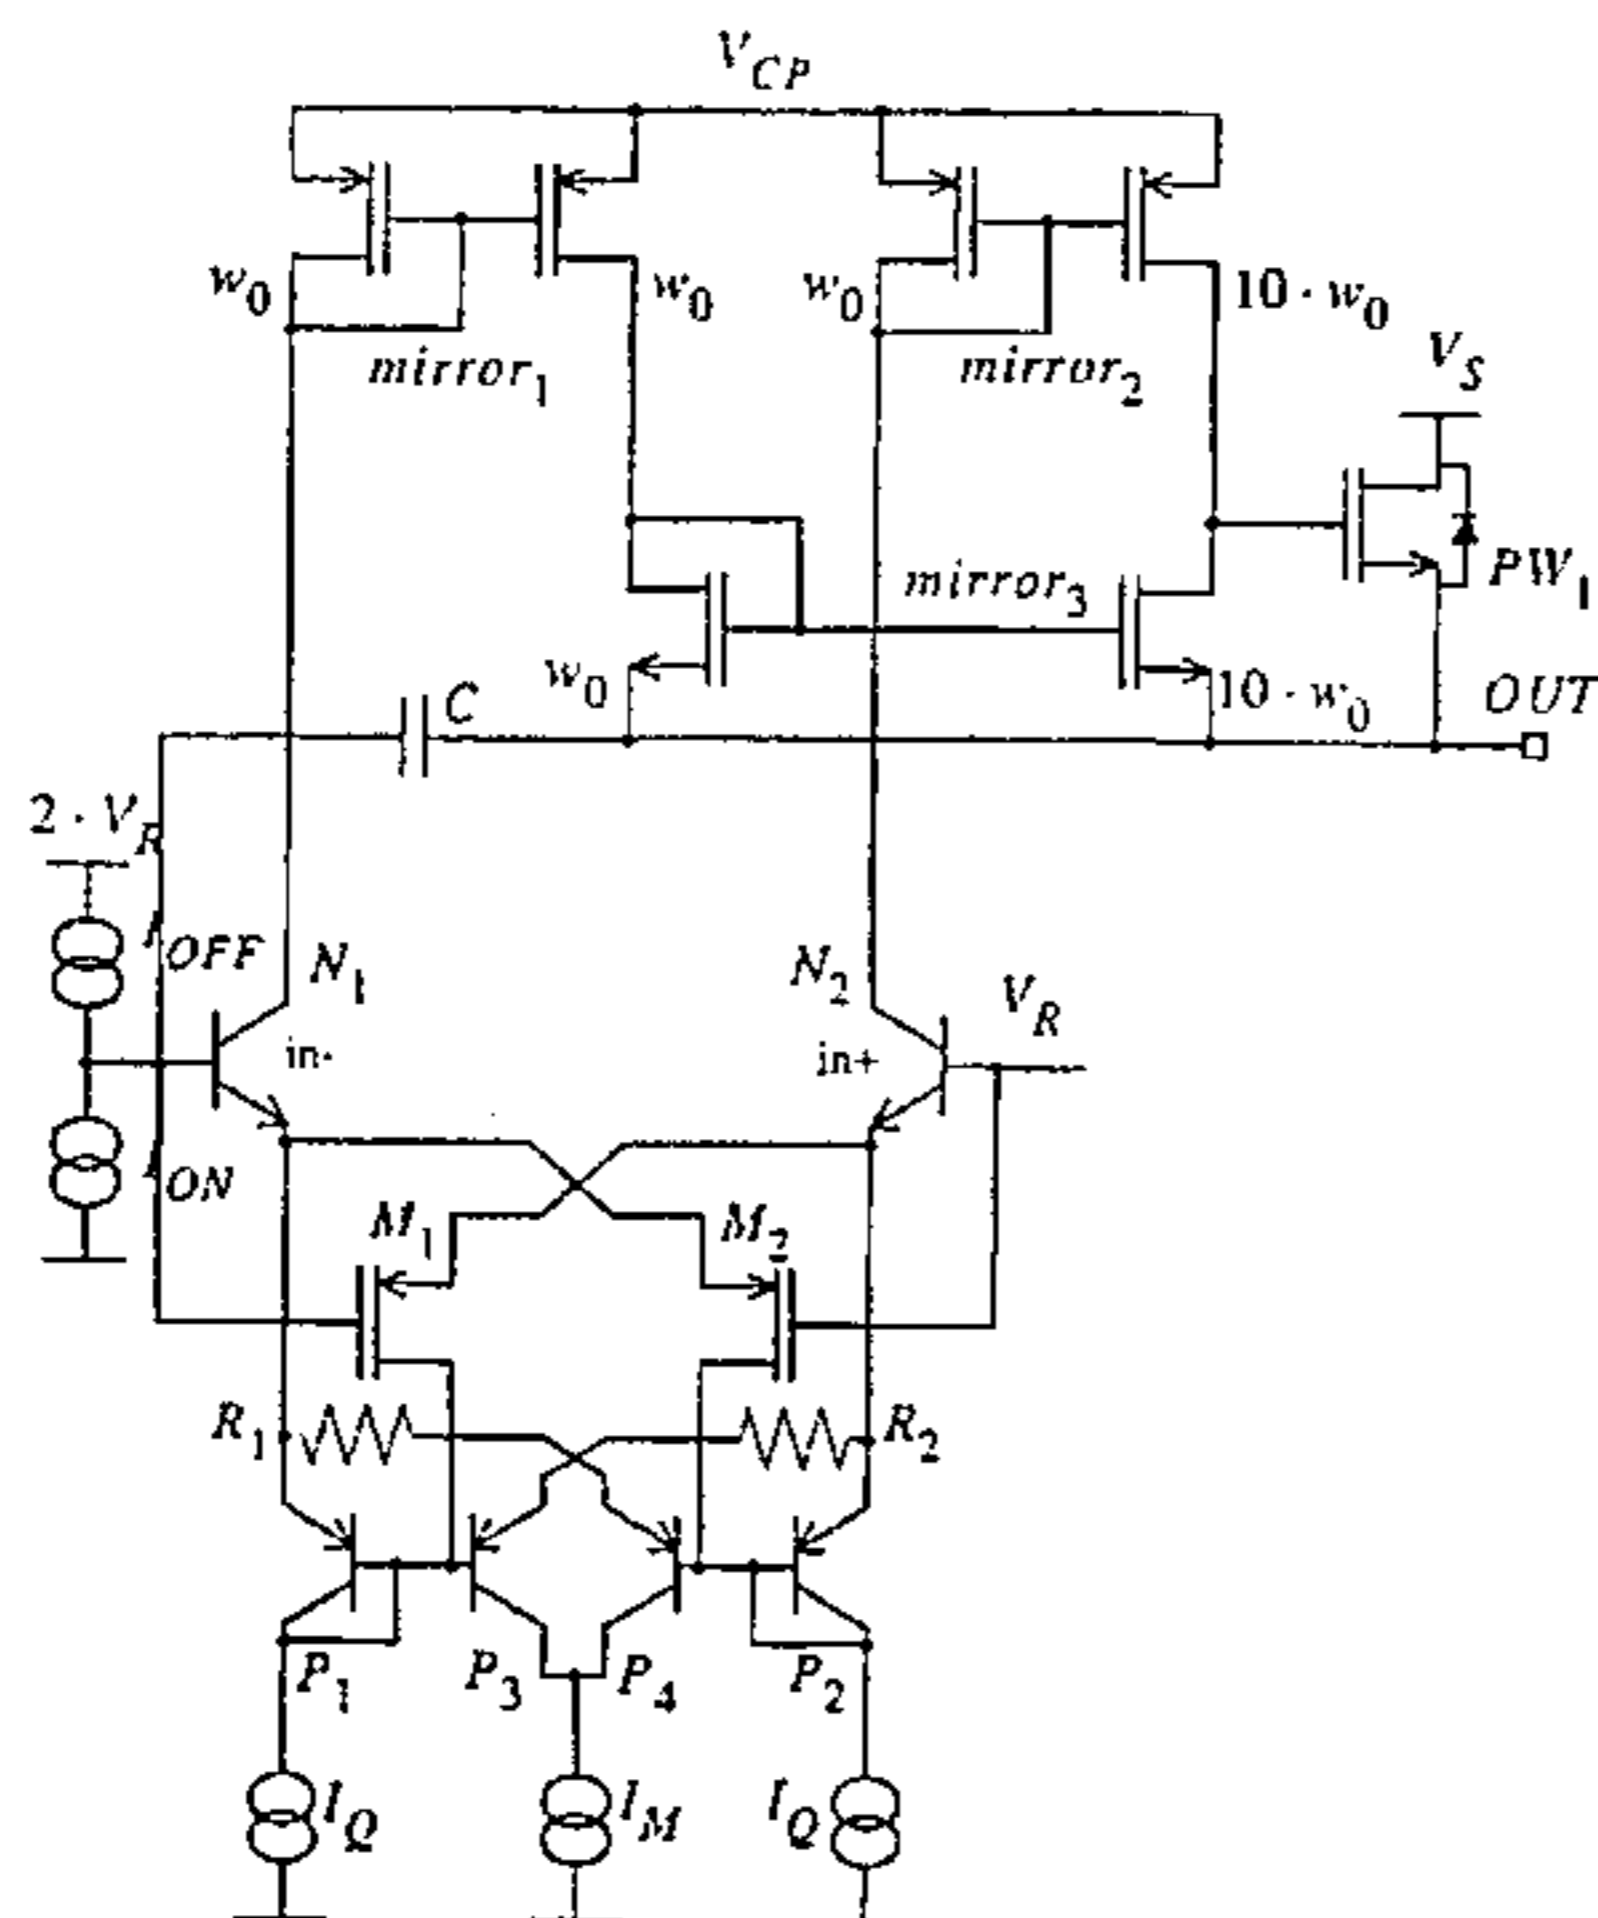 V_CP
w_0
w_0
w_0
10 · w_0
mirror_1
mirror_2
V_S
mirror_3
PW_1
w_0
10 · w_0
OUT
C
2 · V_R
I_OFF
N_1
N_2
V_R
in-
in+
I_ON
M_1
M_2
R_1
R_2
P_1
P_3
P_4
P_2
I_Q
I_M
I_Q